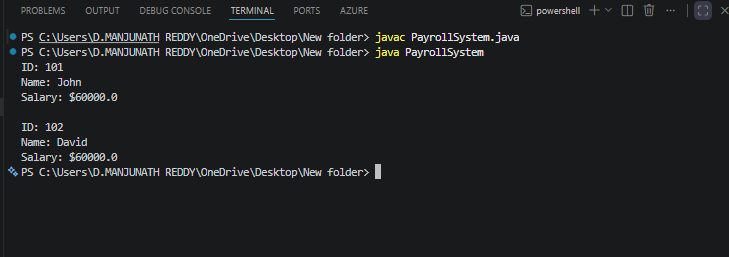 PROBLEMS OUTPUT DEBUG CONSOLE TERMINAL PORTS AZURE powershell
PS C:\Users\D.MANJUNATH REDDY\OneDrive\Desktop\New folder> javac PayrollSystem.java
PS C:\Users\D.MANJUNATH REDDY\OneDrive\Desktop\New folder> java PayrollSystem
ID: 101
Name: John
Salary: $60000.0
ID: 102
Name: David
Salary: $60000.0
PS C:\Users\D.MANJUNATH REDDY\OneDrive\Desktop\New folder>